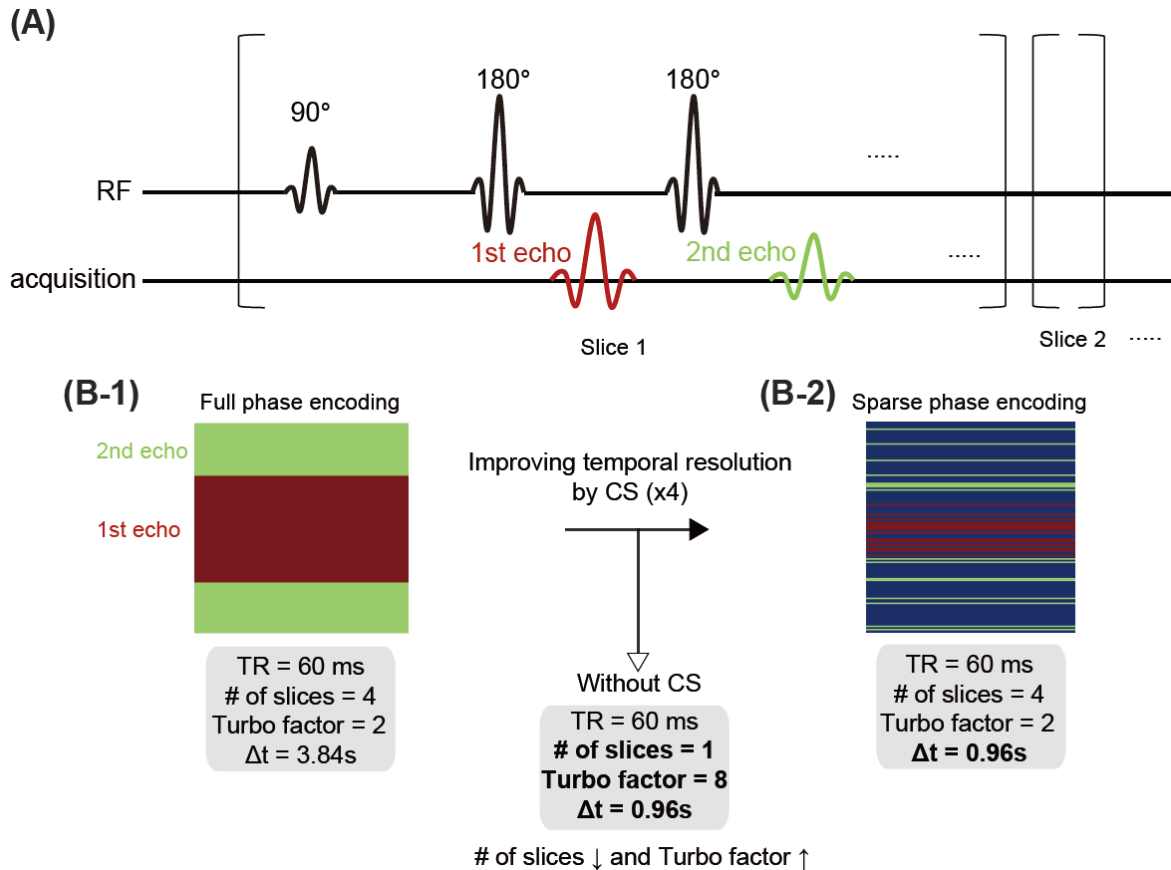 (A)
90°
180°
180°
.....
RF
1st echo
2nd echo
.....
acquisition
Slice 1
Slice 2 .....
(B-1)
Full phase encoding
2nd echo
1st echo
TR = 60 ms
# of slices = 4
Turbo factor = 2
Δt = 3.84s
Improving temporal resolution
by CS (x4)
Without CS
TR = 60 ms
# of slices = 1
Turbo factor = 8
Δt = 0.96s
# of slices ↓ and Turbo factor ↑
(B-2)
Sparse phase encoding
TR = 60 ms
# of slices = 4
Turbo factor = 2
Δt = 0.96s